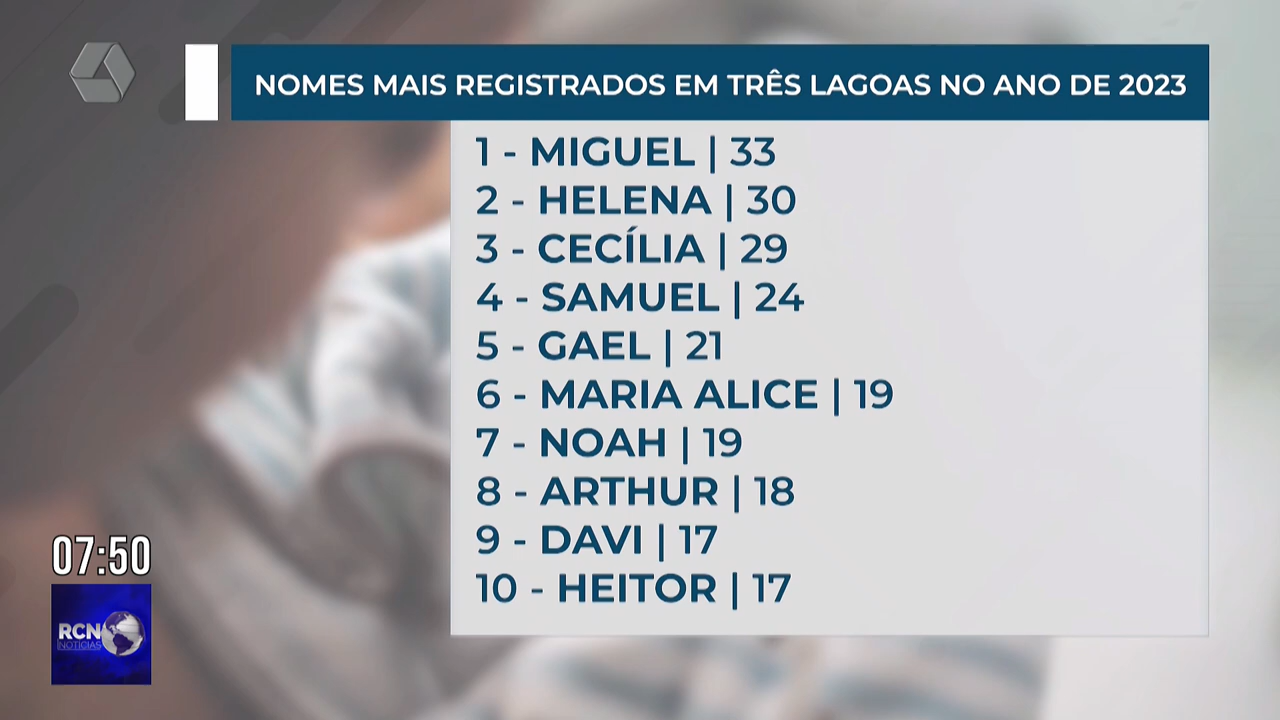 NOMES MAIS REGISTRADOS EM TRÊS LAGOAS NO ANO DE 2023
1 - MIGUEL | 33
2 - HELENA | 30
3 - CECÍLIA | 29
4 - SAMUEL | 24
5 - GAEL | 21
6 - MARIA ALICE | 19
7 - NOAH | 19
8 - ARTHUR | 18
9 - DAVI | 17
10 - HEITOR | 17
07:50
RCN
NOTÍCIAS